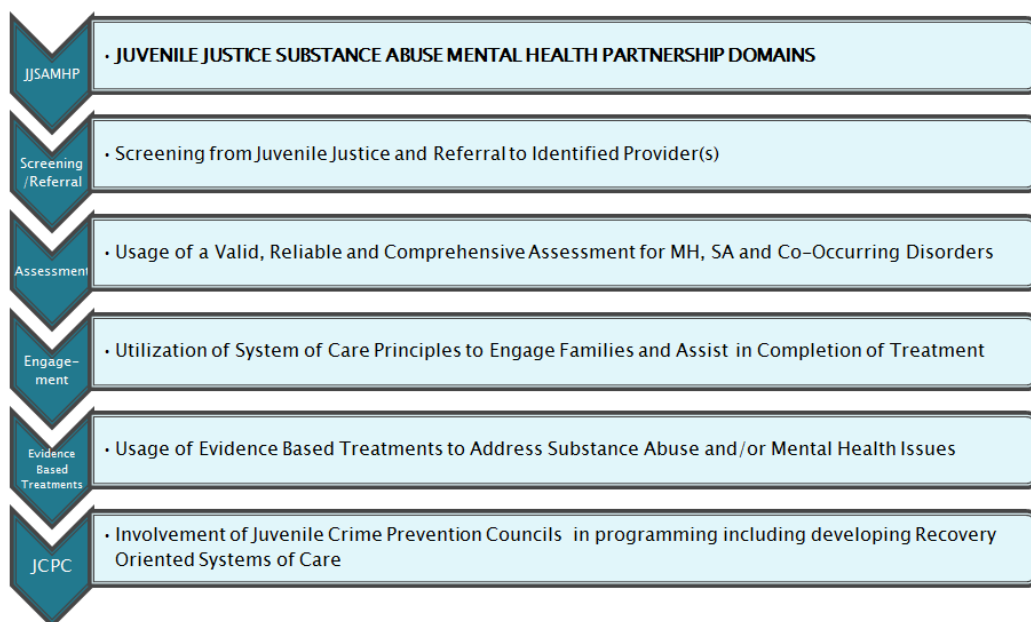 JJSAMHP
· JUVENILE JUSTICE SUBSTANCE ABUSE MENTAL HEALTH PARTNERSHIP DOMAINS
Screening
/Referral
· Screening from Juvenile Justice and Referral to Identified Provider(s)
Assessment
· Usage of a Valid, Reliable and Comprehensive Assessment for MH, SA and Co-Occurring Disorders
Engage-
ment
· Utilization of System of Care Principles to Engage Families and Assist in Completion of Treatment
Evidence
Based
Treatments
· Usage of Evidence Based Treatments to Address Substance Abuse and/or Mental Health Issues
JCPC
· Involvement of Juvenile Crime Prevention Councils in programming including developing Recovery
Oriented Systems of Care